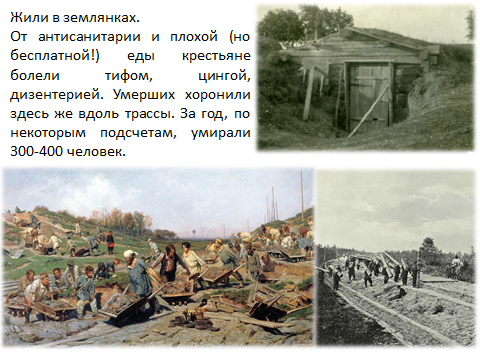 Жили в землянках.
От антисанитарии и плохой (но
бесплатной!) еды крестьяне
болели тифом, цингой,
дизентерией. Умерших хоронили
здесь же вдоль трассы. За год, по
некоторым подсчетам, умирали
300-400 человек.